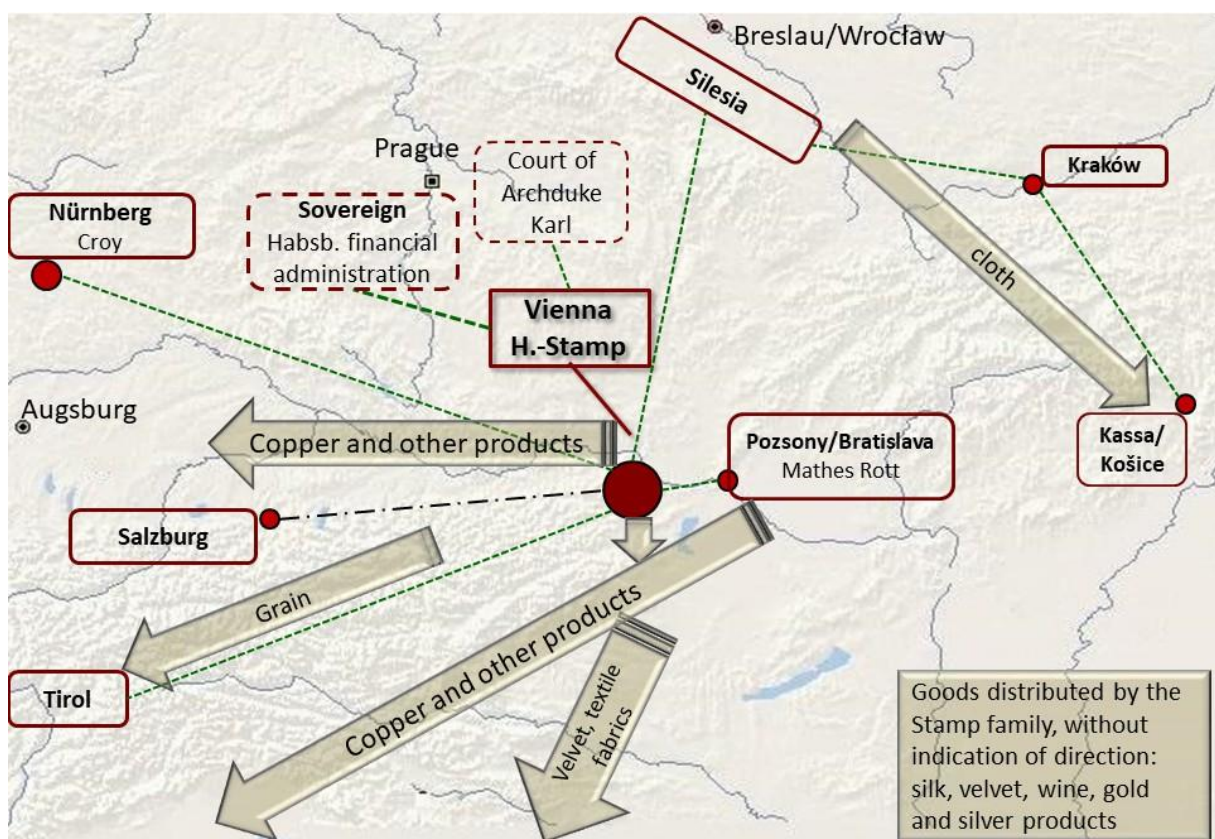 Breslau/Wrocław
Silesia
Prague
Court of
Archduke
Karl
Kraków
Nürnberg
Croy
Sovereign
Habsb. financial
administration
cloth
Vienna
H.-Stamp
Augsburg
Copper and other products
Pozsony/Bratislava
Mathes Rott
Kassa/
Košice
Salzburg
Grain
Copper and other products
Tirol
Velvet, textile
fabrics
Goods distributed by the
Stamp family, without
indication of direction:
silk, velvet, wine, gold
and silver products